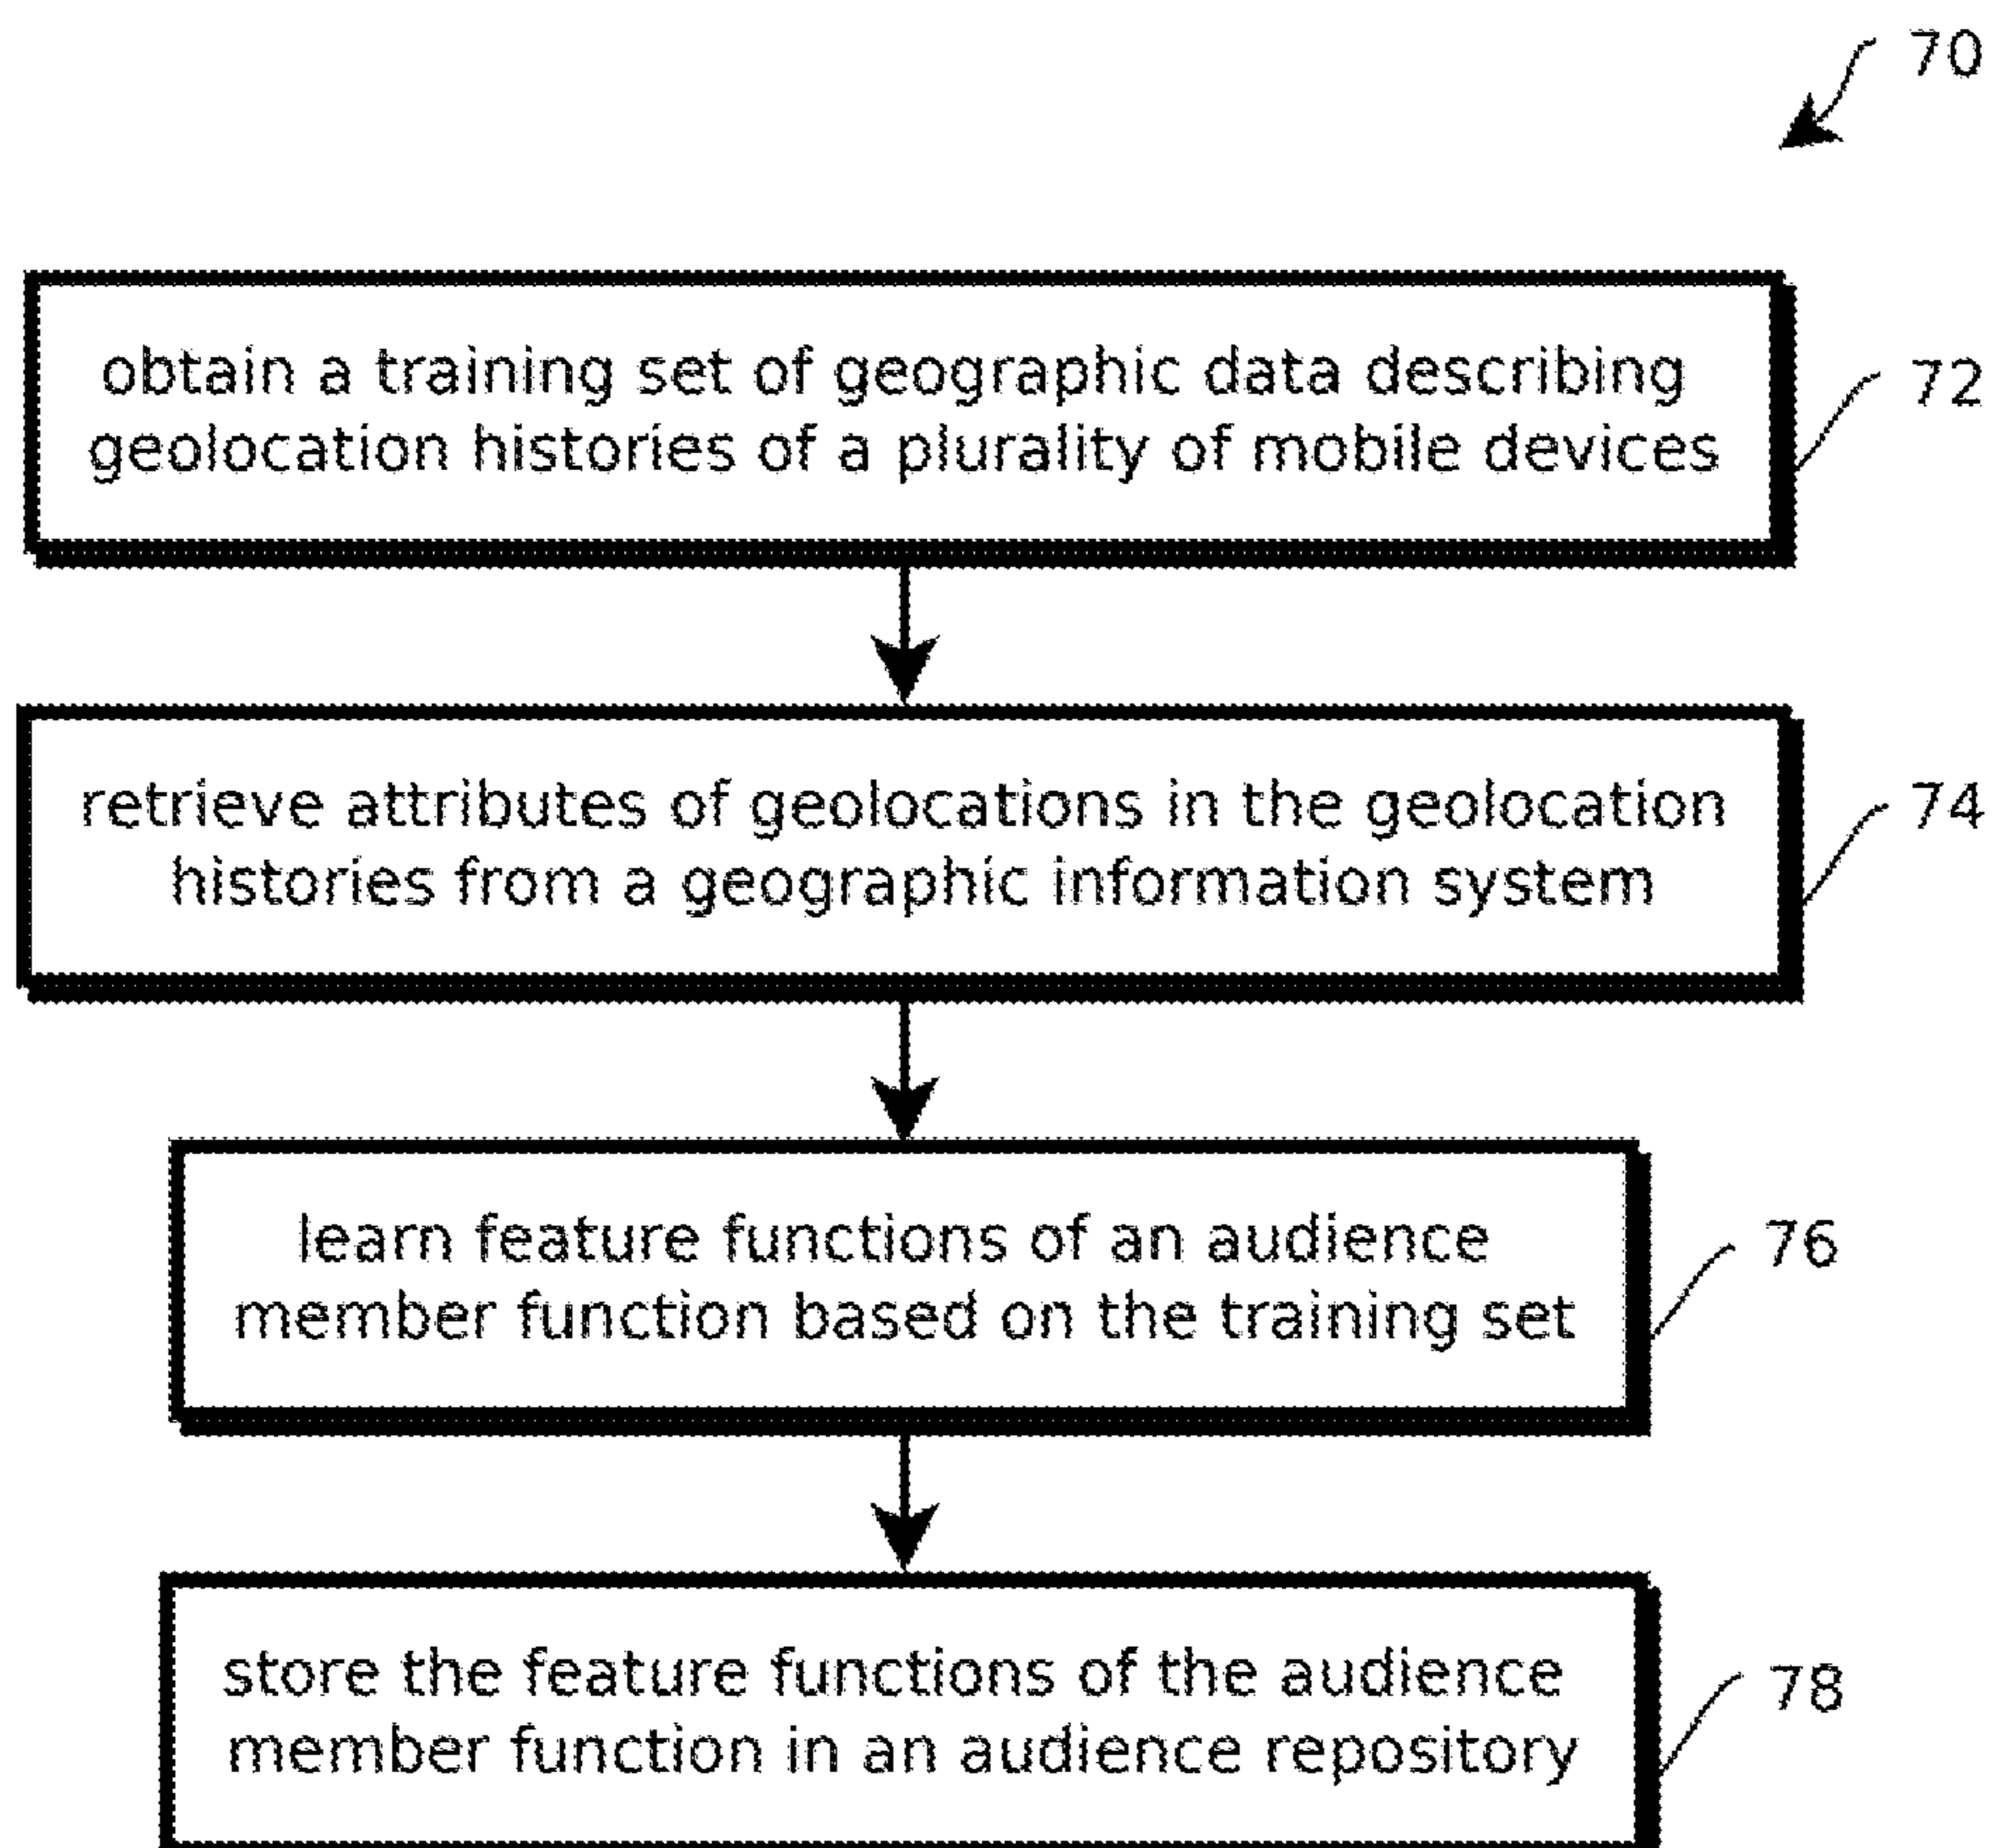 70
obtain a training set of geographic data describing
geolocation histories of a plurality of mobile devices
72
retrieve attributes of geolocations in the geolocation
histories from a geographic information system
74
learn feature functions of an audience
member function based on the training set
76
store the feature functions of the audience
member function in an audience repository
78